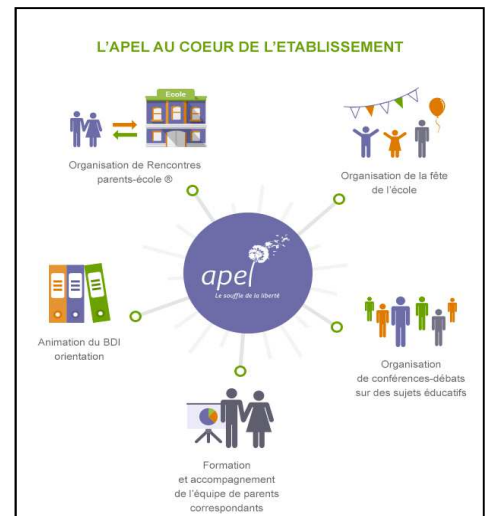 L'APEL AU COEUR DE L'ETABLISSEMENT
Ecole
Organisation de Rencontres
parents-école ®
Organisation de la fête
de l'école
apel
Le souffle de la liberté
Animation du BDI
orientation
Organisation
de conférences-débats
sur des sujets éducatifs
Formation
et accompagnement
de l'équipe de parents
correspondants